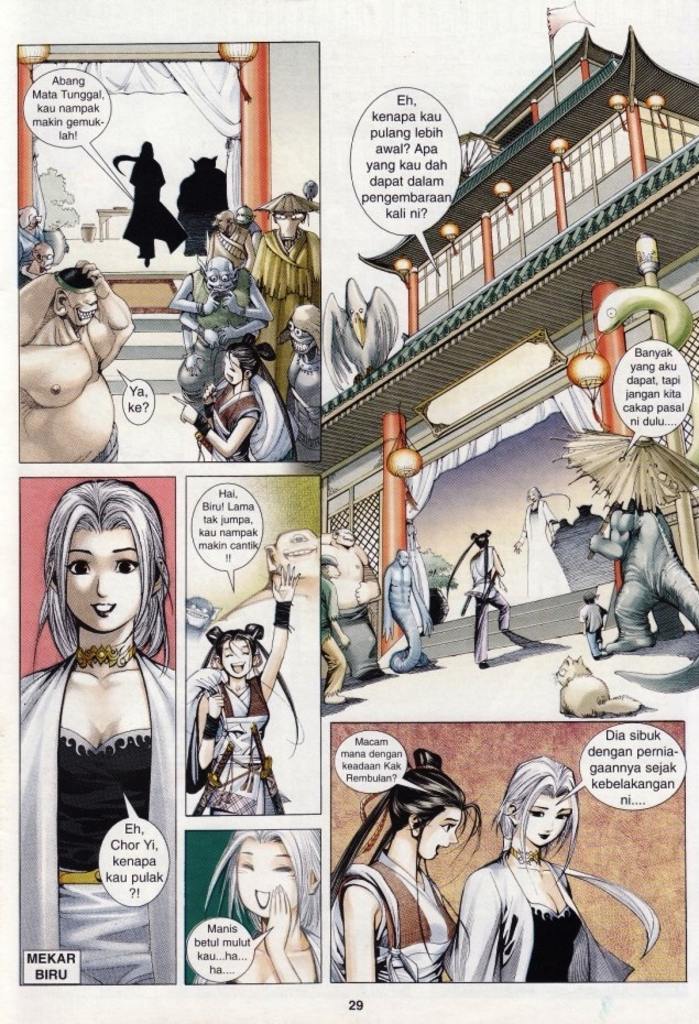 Abang
Mata Tunggal,
kau nampak
makin gemuk-
lah!
Ya,
ke?
Eh,
kenapa kau
pulang lebih
awal? Apa
yang kau dah
dapat dalam
pengembaraan
kali ni?
Banyak
yang aku
dapat, tapi
jangan kita
cakap pasal
ni dulu....
Eh,
Chor Yi,
kenapa
kau pulak
?!
MEKAR
BIRU
Hai,
Biru! Lama
tak jumpa,
kau nampak
makin cantik
!!
Manis
betul mulut
kau...ha...
ha....
Macam
mana dengan
keadaan Kak
Rembulan?
Dia sibuk
dengan pernia-
gaannya sejak
kebelakangan
ni....
29